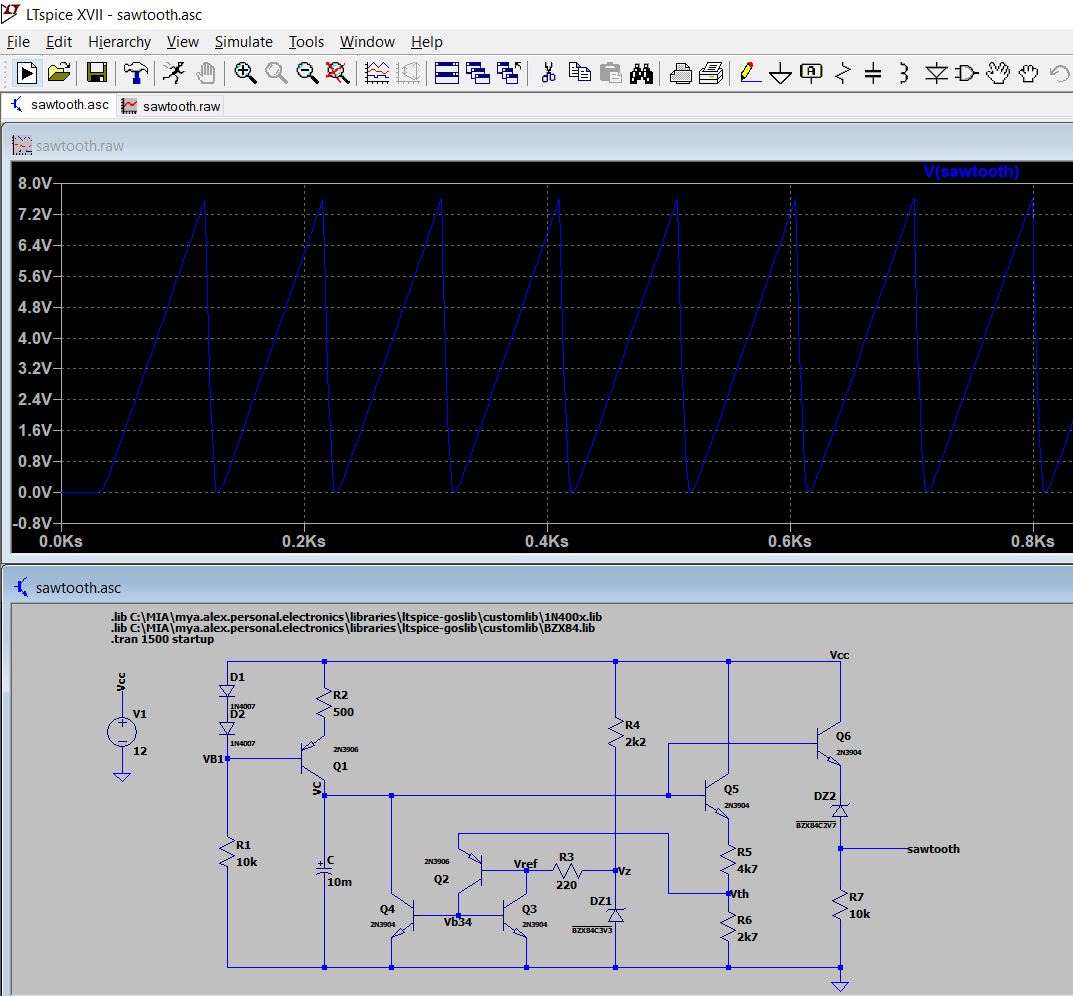 LTspice XVII - sawtooth.asc
File Edit Hierarchy View Simulate Tools Window Help
A
sawtooth.asc sawtooth.raw
sawtooth.raw
V(sawtooth)
8.0V
7.2V
6.4V
5.6V
4.8V
4.0V
3.2V
2.4V
1.6V
0.8V
0.0V
-0.8V
0.0Ks 0.2Ks 0.4Ks 0.6Ks 0.8Ks
sawtooth.asc
.lib C:\MIA\mya.alex.personal.electronics\libraries\ltspice-goslib\customlib\1N400x.lib
.lib C:\MIA\mya.alex.personal.electronics\libraries\ltspice-goslib\customlib\BZX84.lib
.tran 1500 startup
Vcc
V1
12
D1
1N4007
D2
1N4007
VB1
R1
10k
R2
500
2N3906
Q1
VC
+
C
10m
Q4
2N3904
2N3906
Q2
Vb34
Vref
Q3
2N3904
R3
220
R4
2k2
Vz
DZ1
BZX84C3V3
Q5
2N3904
R5
4k7
Vth
R6
2k7
Vcc
Q6
2N3904
DZ2
BZX84C2V7
sawtooth
R7
10k